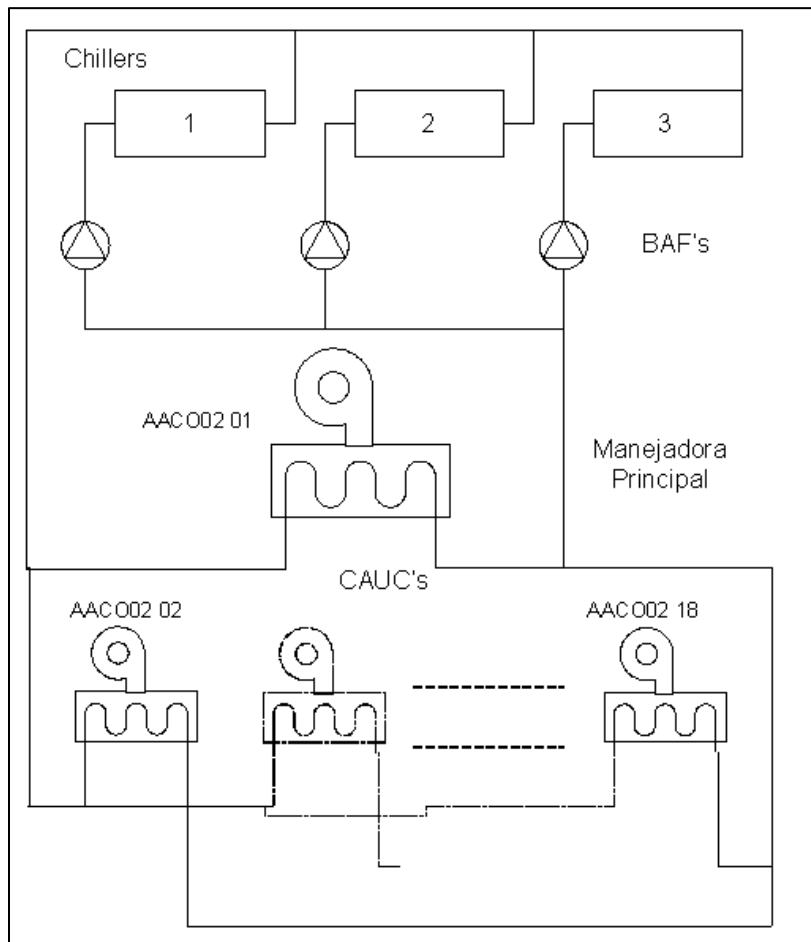 Chillers
1
2
3
BAF's
AACO02 01
Manejadora
Principal
CAUC's
AACO02 02
AACO02 18